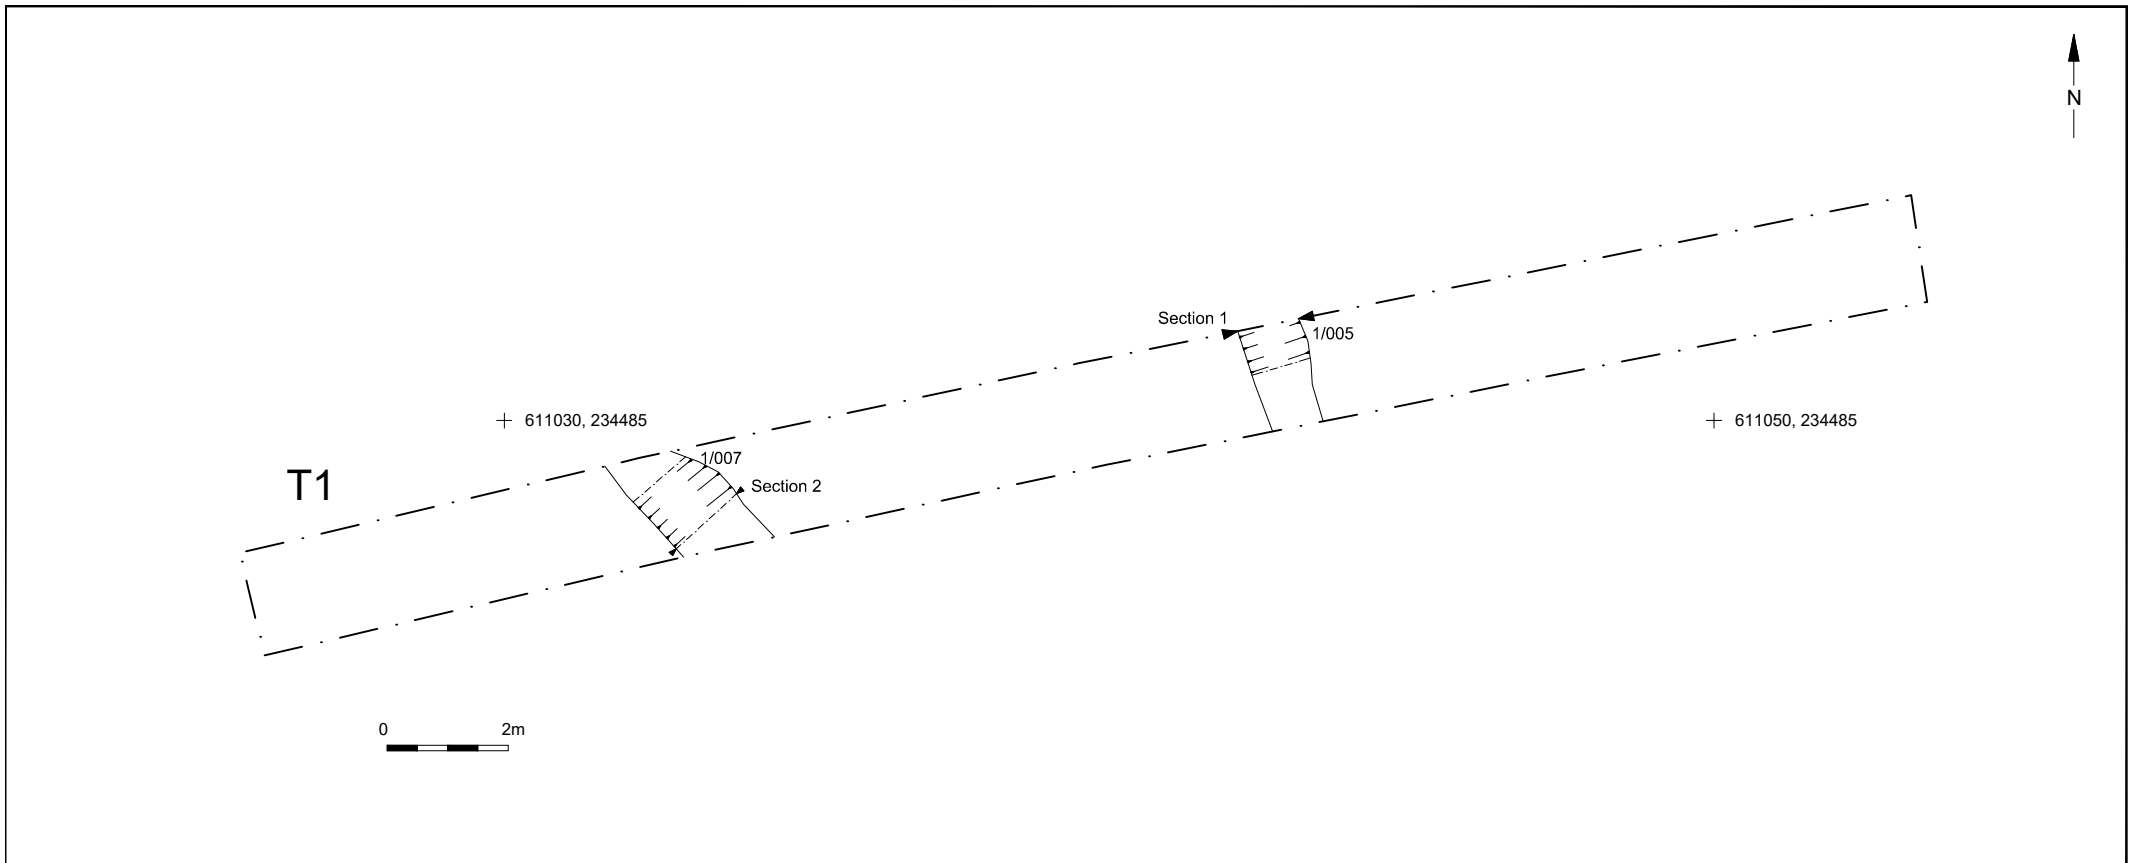 N
Section 1
1/005
611030, 234485
611050, 234485
1/007
T1
Section 2
0 2m